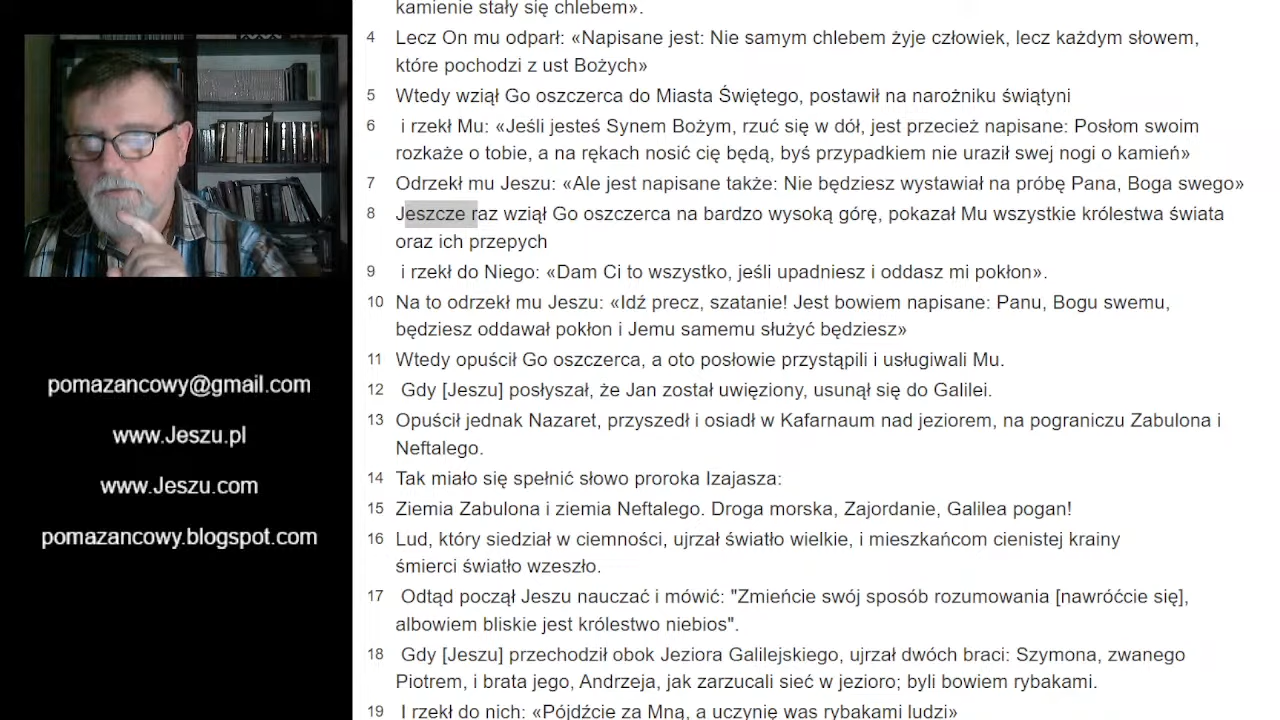 kamienie stały się chlebem».
4 Lecz On mu odparł: «Napisane jest: Nie samym chlebem żyje człowiek, lecz każdym słowem,
które pochodzi z ust Bożych»
5 Wtedy wziął Go oszczerca do Miasta Świętego, postawił na narożniku świątyni
6 i rzekł Mu: «Jeśli jesteś Synem Bożym, rzuć się w dół, jest przecież napisane: Posłom swoim
rozkaże o tobie, a na rękach nosić cię będą, byś przypadkiem nie uraził swej nogi o kamień»
7 Odrzekł mu Jeszu: «Ale jest napisane także: Nie będziesz wystawiał na próbę Pana, Boga swego»
8 Jeszcze raz wziął Go oszczerca na bardzo wysoką górę, pokazał Mu wszystkie królestwa świata
oraz ich przepych
9 i rzekł do Niego: «Dam Ci to wszystko, jeśli upadniesz i oddasz mi pokłon».
10 Na to odrzekł mu Jeszu: «Idź precz, szatanie! Jest bowiem napisane: Panu, Bogu swemu,
będziesz oddawał pokłon i Jemu samemu służyć będziesz»
11 Wtedy opuścił Go oszczerca, a oto posłowie przystąpili i usługiwali Mu.
12 Gdy [Jeszu] posłyszał, że Jan został uwięziony, usunął się do Galilei.
13 Opuścił jednak Nazaret, przyszedł i osiadł w Kafarnaum nad jeziorem, na pograniczu Zabulona i
Neftalego.
14 Tak miało się spełnić słowo proroka Izajasza:
15 Ziemia Zabulona i ziemia Neftalego. Droga morska, Zajordanie, Galilea pogan!
16 Lud, który siedział w ciemności, ujrzał światło wielkie, i mieszkańcom cienistej krainy
śmierci światło wzeszło.
17 Odtąd począł Jeszu nauczać i mówić: "Zmieńcie swój sposób rozumowania [nawróćcie się],
albowiem bliskie jest królestwo niebios".
18 Gdy [Jeszu] przechodził obok Jeziora Galilejskiego, ujrzał dwóch braci: Szymona, zwanego
Piotrem, i brata jego, Andrzeja, jak zarzucali sieć w jezioro; byli bowiem rybakami.
19 I rzekł do nich: «Pójdźcie za Mną, a uczynię was rybakami ludzi»
pomazancowy@gmail.com
www.Jeszu.pl
www.Jeszu.com
pomazancowy.blogspot.com